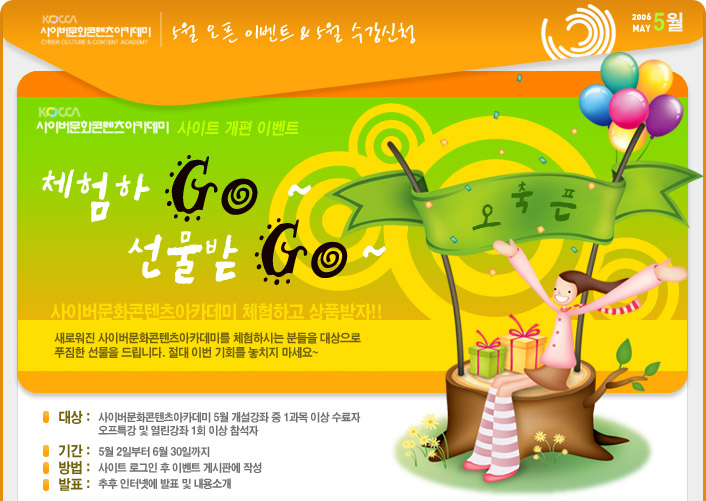 KOCCA
사이버문화콘텐츠아카데미
CYBER CULTURE & CONTENT ACADEMY
5월 오픈 이벤트 & 5월 수강신청
2006
MAY 5월
KOCCA
사이버문화콘텐츠아카데미 사이트 개편 이벤트
체험하 Go ~
선물받 Go ~
오 축 픈
사이버문화콘텐츠아카데미 체험하고 상품받자!!
새로워진 사이버문화콘텐츠아카데미를 체험하시는 분들을 대상으로
푸짐한 선물을 드립니다. 절대 이번 기회를 놓치지 마세요~
대상 : 사이버문화콘텐츠아카데미 5월 개설강좌 중 1과목 이상 수료자
오프특강 및 열린강좌 1회 이상 참석자
기간 : 5월 2일부터 6월 30일까지
방법 : 사이트 로그인 후 이벤트 게시판에 작성
발표 : 추후 인터넷에 발표 및 내용소개